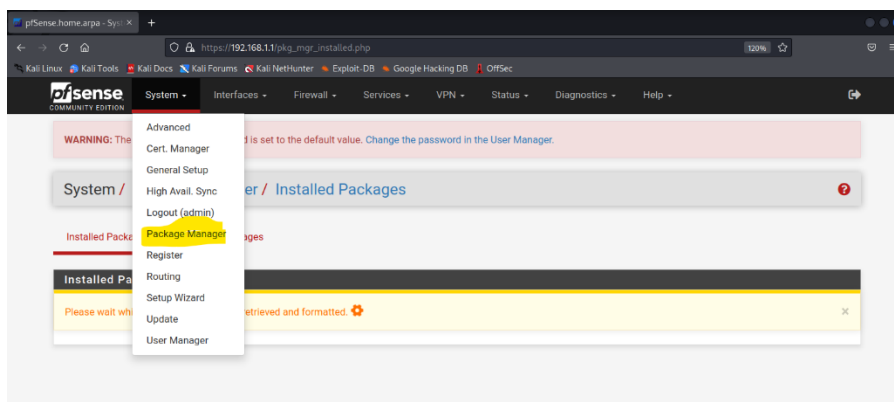 pfSense.home.arpa - Syst
https://192.168.1.1/pkg_mgr_installed.php
120%
Kali Linux Kali Tools Kali Docs Kali Forums Kali NetHunter Exploit-DB Google Hacking DB OffSec
pfsense System Interfaces Firewall Services VPN Status Diagnostics Help
COMMUNITY EDITION
Advanced
WARNING: The d is set to the default value. Change the password in the User Manager.
Cert. Manager
General Setup
System / er / Installed Packages
High Avail. Sync
Logout (admin)
Installed Packa Package Manager ages
Register
Routing
Installed Pa
Setup Wizard
Please wait whi etrieved and formatted.
Update
User Manager